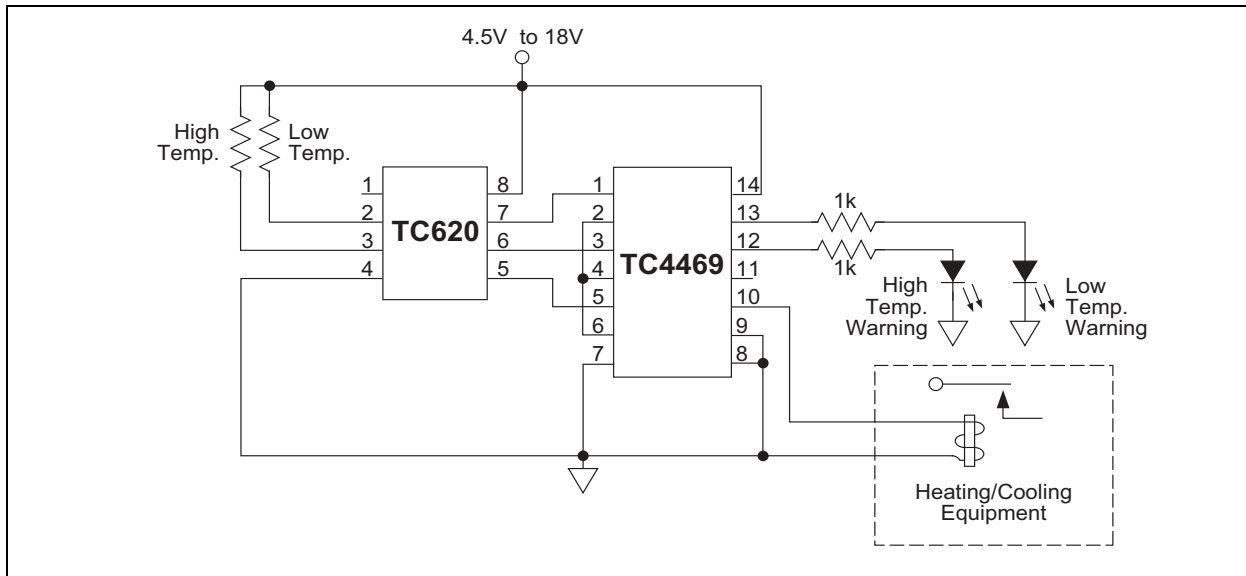 4.5V to 18V
High
Temp.
Low
Temp.
1
2
3
4
TC620
8
7
6
5
1
2
3
4
5
6
7
TC4469
14
13
12
11
10
9
8
1k
1k
High
Temp.
Warning
Low
Temp.
Warning
Heating/Cooling
Equipment